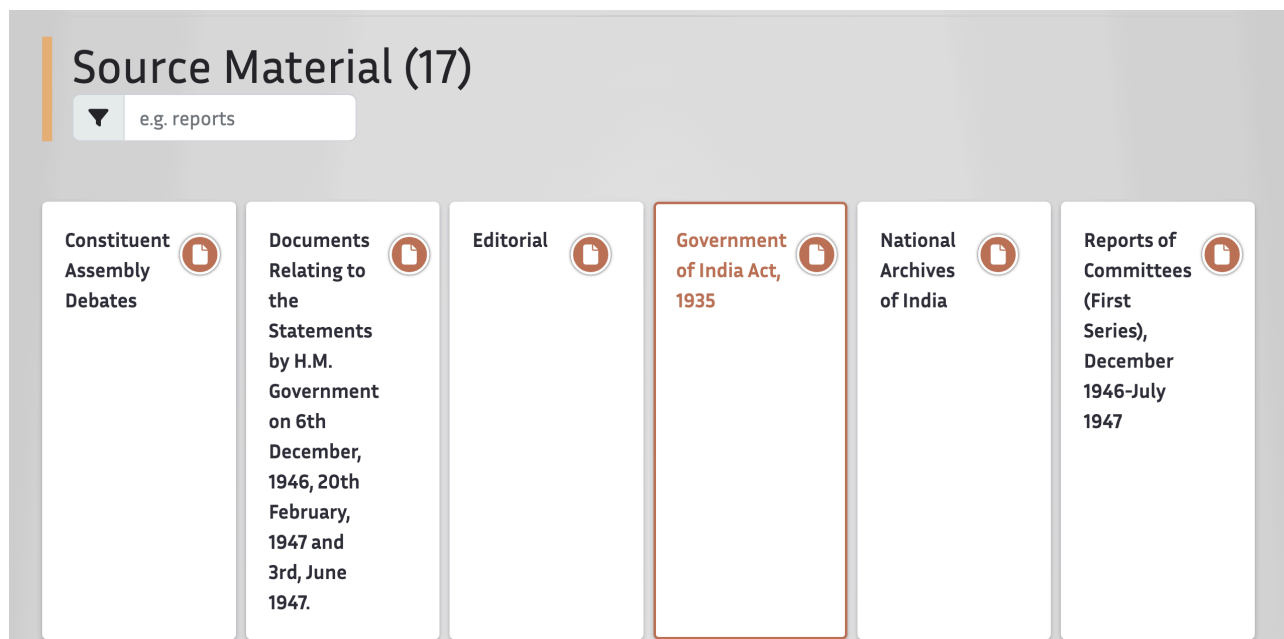 Source Material (17)
e.g. reports
Constituent
Assembly
Debates
Documents
Relating to
the
Statements
by H.M.
Government
on 6th
December,
1946, 20th
February,
1947 and
3rd, June
1947.
Editorial
Government
of India Act,
1935
National
Archives
of India
Reports of
Committees
(First
Series),
December
1946-July
1947